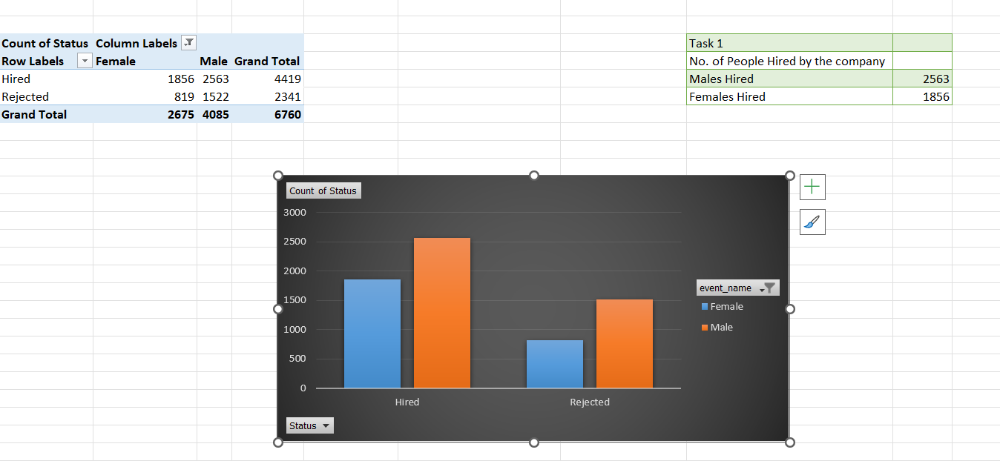 Count of Status Column Labels
Row Labels Female Male Grand Total
Hired 1856 2563 4419
Rejected 819 1522 2341
Grand Total 2675 4085 6760
Task 1
No. of People Hired by the company
Males Hired 2563
Females Hired 1856
Count of Status
3000
2500
2000
1500
1000
500
0
Hired Rejected
event_name
Female
Male
Status